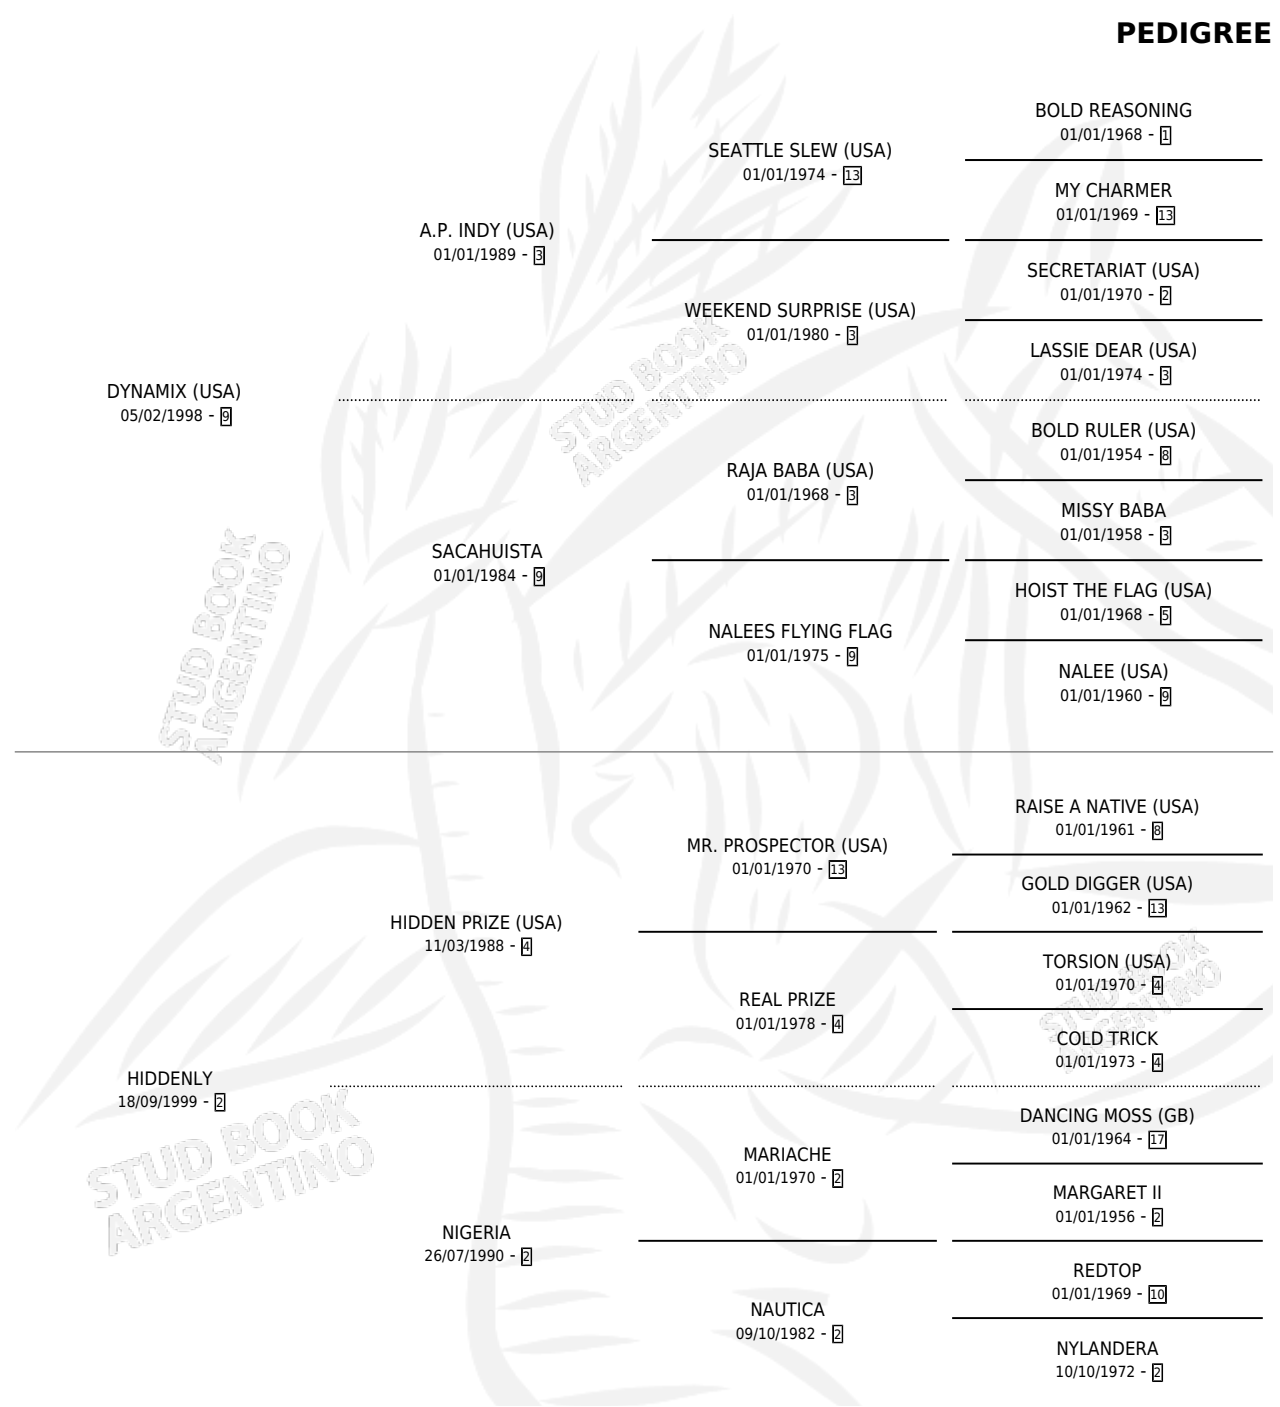 PEDIGREE
BOLD REASONING
01/01/1968 - 1
SEATTLE SLEW (USA)
01/01/1974 - 13
MY CHARMER
01/01/1969 - 13
A.P. INDY (USA)
01/01/1989 - 3
SECRETARIAT (USA)
01/01/1970 - 2
WEEKEND SURPRISE (USA)
01/01/1980 - 3
LASSIE DEAR (USA)
01/01/1974 - 3
DYNAMIX (USA)
05/02/1998 - 9
BOLD RULER (USA)
01/01/1954 - 8
RAJA BABA (USA)
01/01/1968 - 3
MISSY BABA
01/01/1958 - 3
SACAHUISTA
01/01/1984 - 9
HOIST THE FLAG (USA)
01/01/1968 - 5
NALEES FLYING FLAG
01/01/1975 - 9
NALEE (USA)
01/01/1960 - 9
RAISE A NATIVE (USA)
01/01/1961 - 8
MR. PROSPECTOR (USA)
01/01/1970 - 13
GOLD DIGGER (USA)
01/01/1962 - 13
HIDDEN PRIZE (USA)
11/03/1988 - 4
TORSION (USA)
01/01/1970 - 4
REAL PRIZE
01/01/1978 - 4
COLD TRICK
01/01/1973 - 4
HIDDENLY
18/09/1999 - 2
DANCING MOSS (GB)
01/01/1964 - 17
MARIACHE
01/01/1970 - 2
MARGARET II
01/01/1956 - 2
NIGERIA
26/07/1990 - 2
REDTOP
01/01/1969 - 10
NAUTICA
09/10/1982 - 2
NYLANDERA
10/10/1972 - 2
STUD BOOK
ARGENTINO
STUD BOOK
ARGENTINO
STUD BOOK
ARGENTINO
STUD BOOK
ARGENTINO